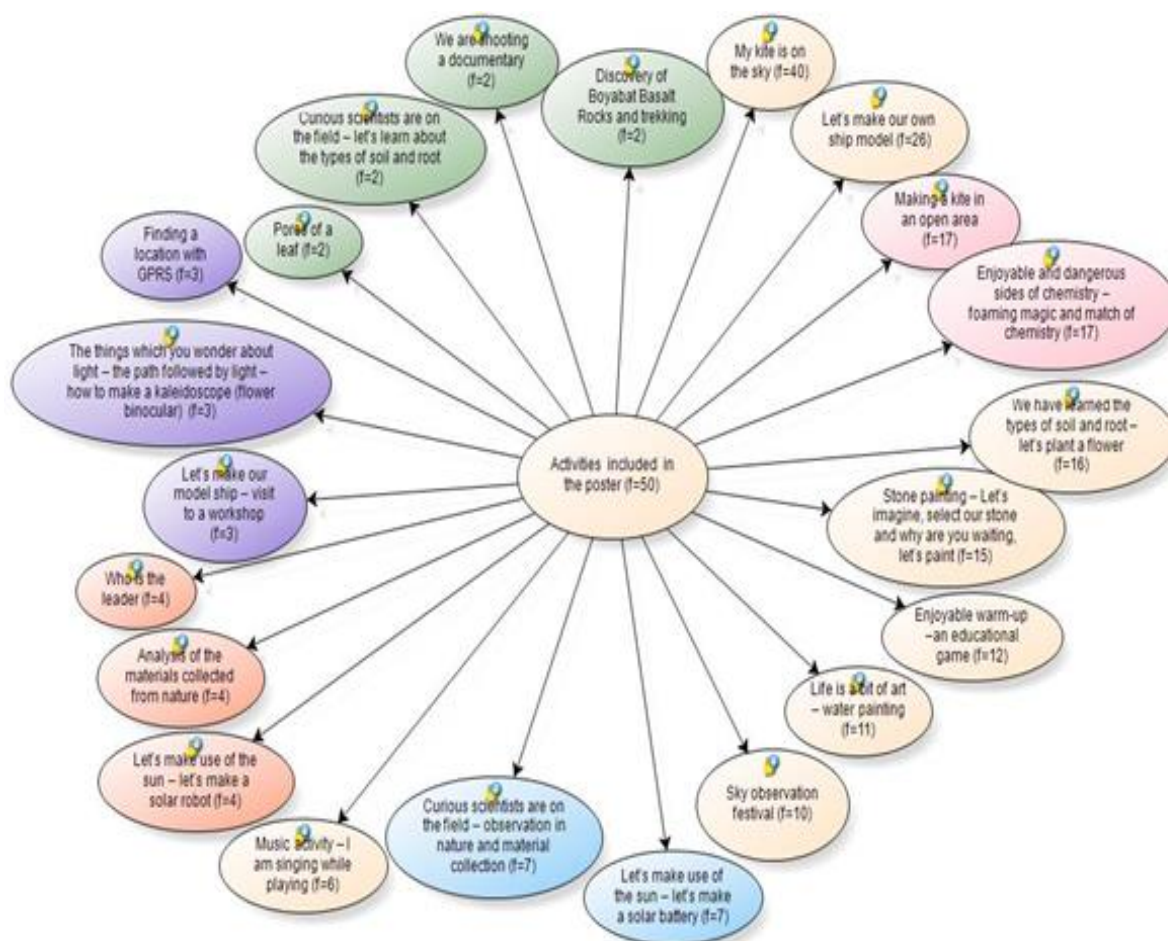 We are shooting
a documentary
(f=2)
Discovery of
Boyabat Basalt
Rocks and trekking
(f=2)
My kite is on
the sky (f=40)
Let's make our own
ship model (f=26)
Making a kite in
an open area
(f=17)
Enjoyable and dangerous
sides of chemistry –
foaming magic and match of
chemistry (f=17)
We have learned the
types of soil and root –
let's plant a flower
(f=16)
Stone painting – Let's
imagine, select our stone
and why are you waiting,
let's paint (f=15)
Enjoyable warm-up
–an educational
game (f=12)
Life is a bit of art
– water painting
(f=11)
Sky observation
festival (f=10)
Let's make use of
the sun – let's make
a solar battery (f=7)
Curious scientists are on
the field – observation in
nature and material
collection (f=7)
Music activity – I
am singing while
playing (f=6)
Let's make use of the
sun – let's make a
solar robot (f=4)
Analysis of the
materials collected
from nature (f=4)
Who is the
leader (f=4)
Let's make our
model ship – visit
to a workshop
(f=3)
The things which you wonder about
light – the path followed by light –
how to make a kaleidoscope (flower
binocular) (f=3)
Finding a
location with
GPRS (f=3)
Pores of a
leaf (f=2)
Curious scientists are on
the field – let's learn about
the types of soil and root
(f=2)
Activities included in
the poster (f=50)